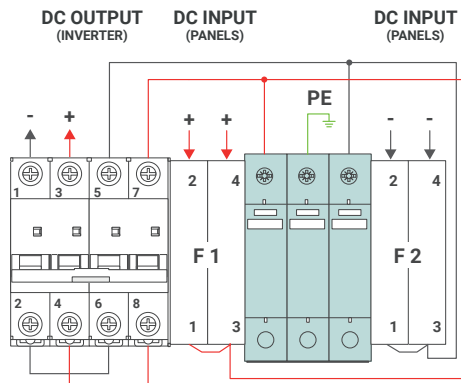 DC OUTPUT
(INVERTER)
DC INPUT
(PANELS)
DC INPUT
(PANELS)
PE
- +
+ +
- -
1 3 5 7
2 4
2 4
F 1
F 2
2 4 6 8
1 3
1 3